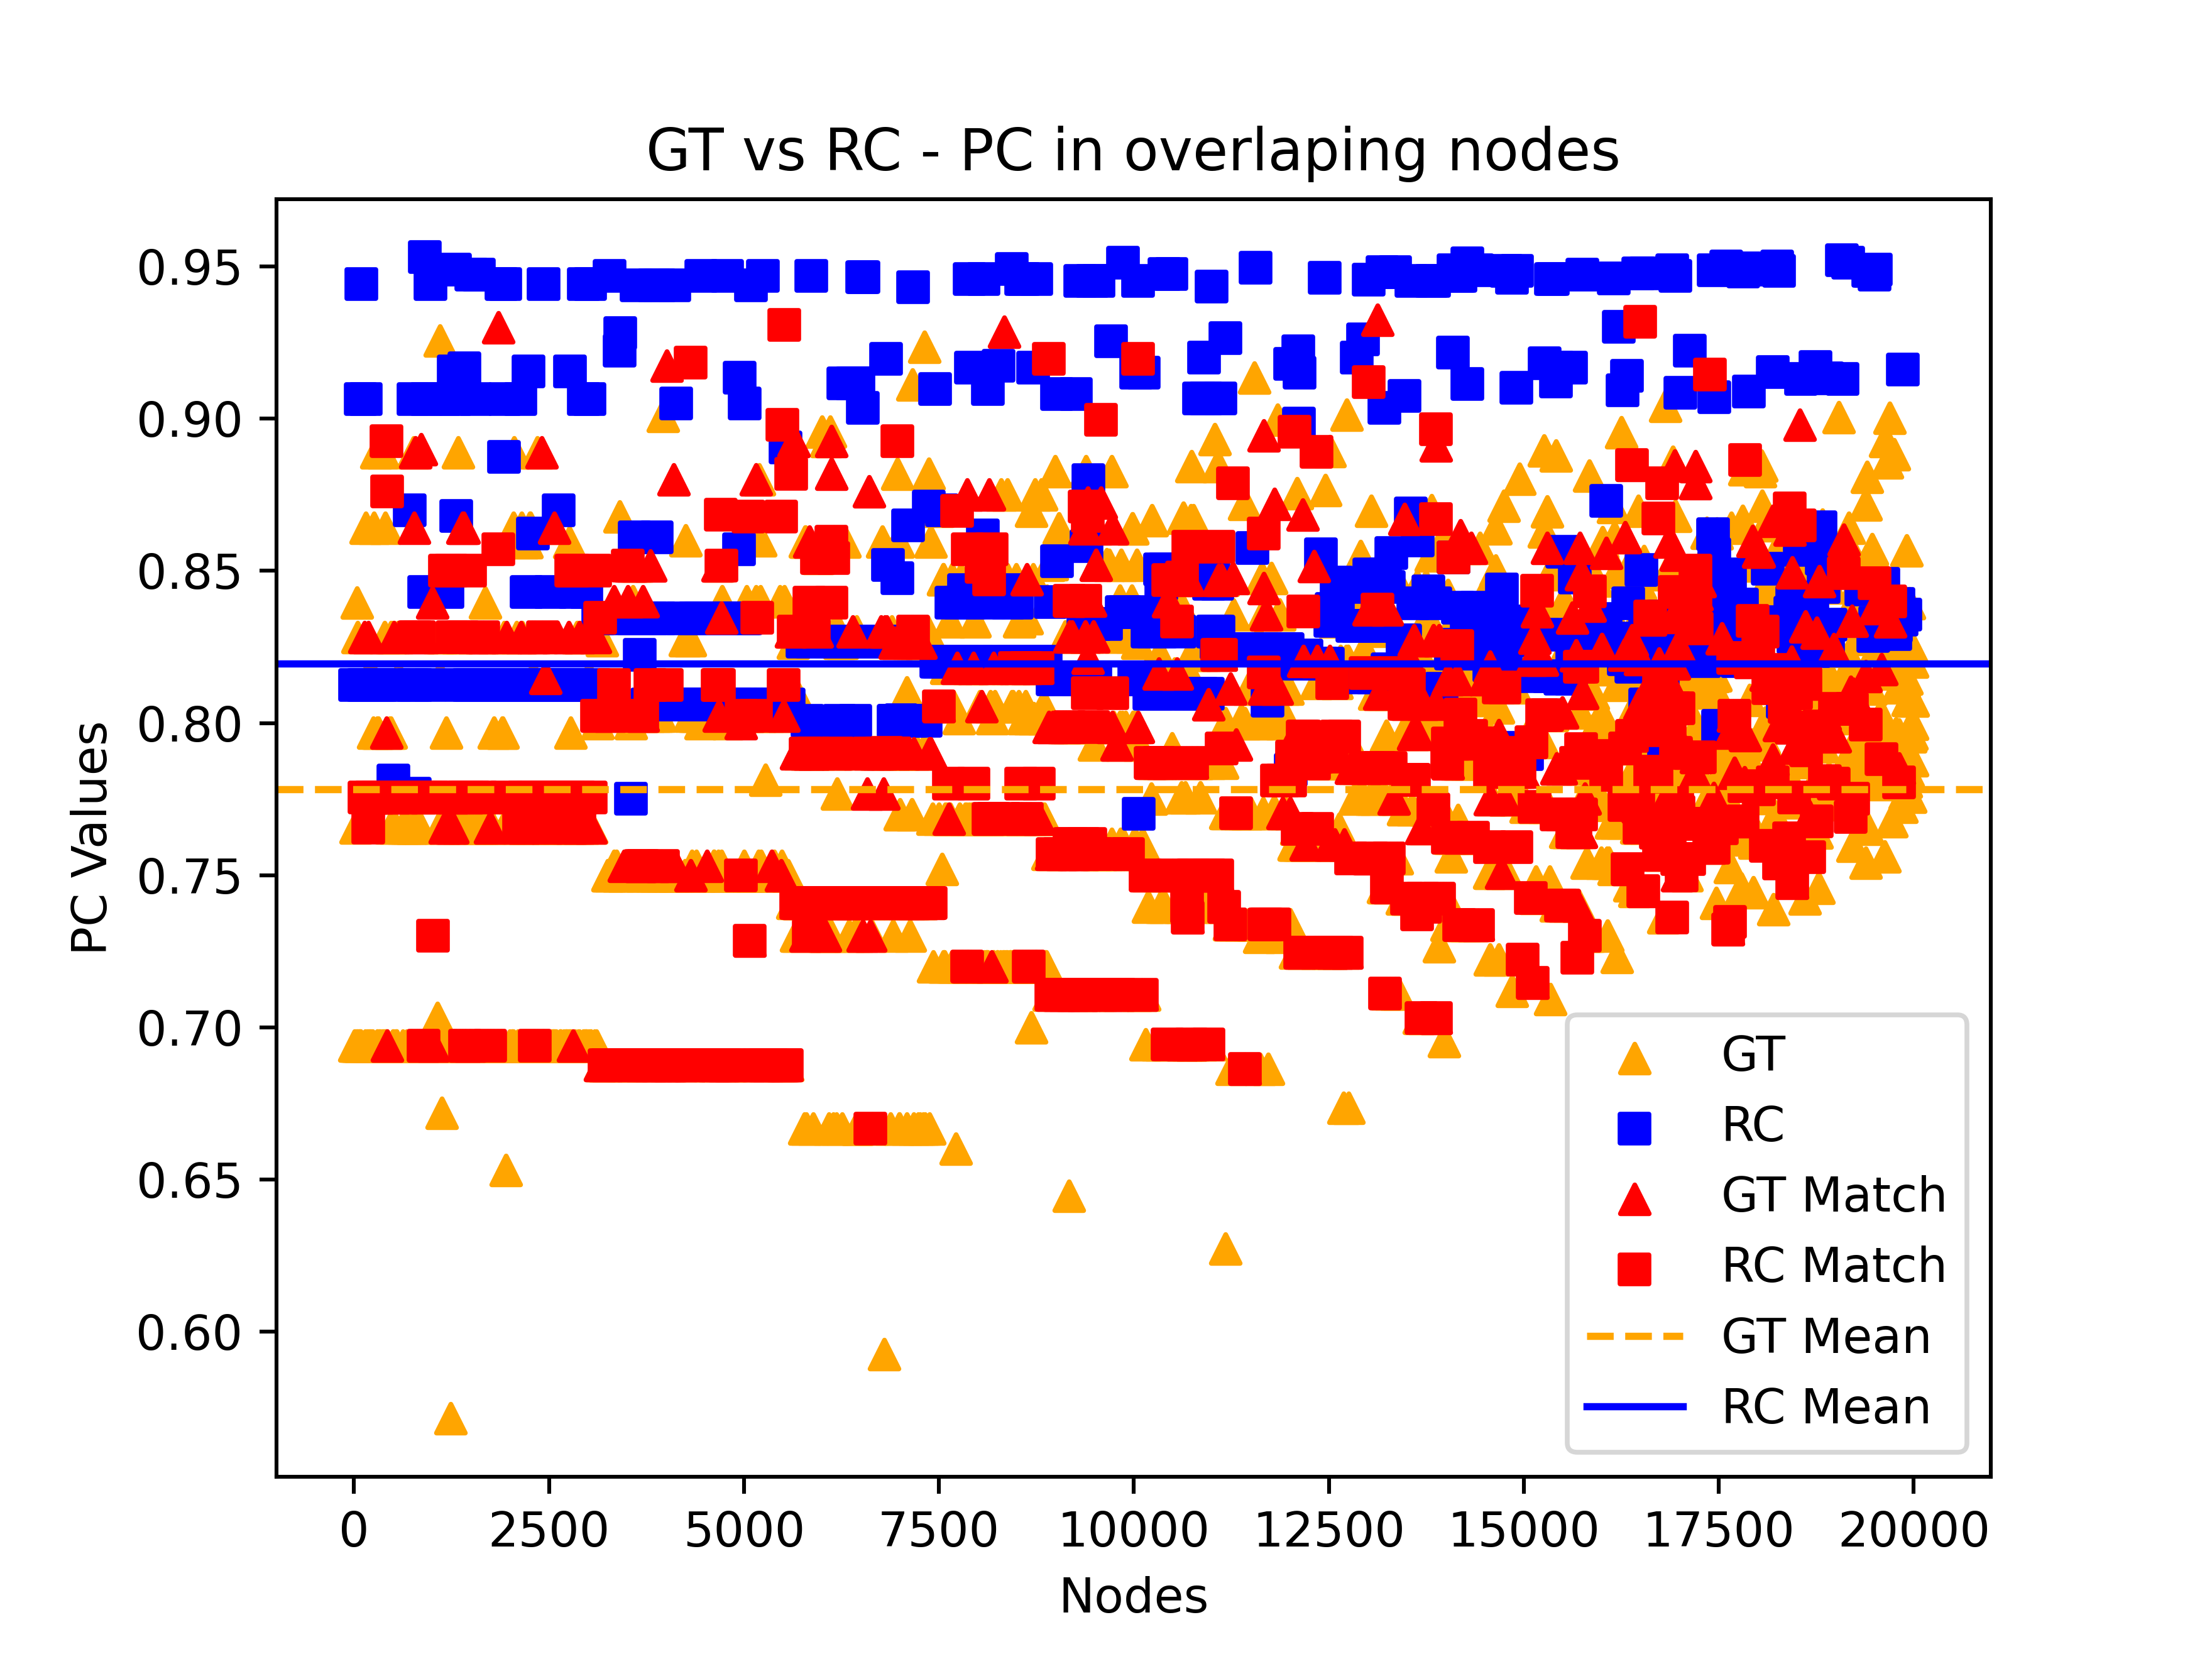 GT vs RC - PC in overlaping nodes
0.95
0.90
0.85
0.80
0.75
0.70
0.65
0.60
PC Values
GT
RC
GT Match
RC Match
GT Mean
RC Mean
0 2500 5000 7500 10000 12500 15000 17500 20000
Nodes